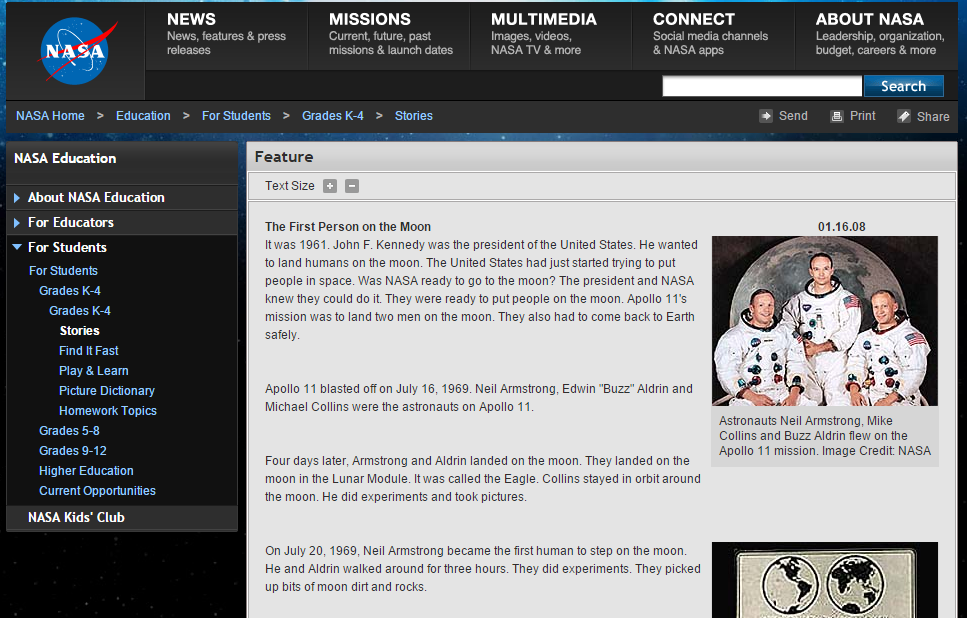 NASA
NEWS
News, features & press
releases
MISSIONS
Current, future, past
missions & launch dates
MULTIMEDIA
Images, videos,
NASA TV & more
CONNECT
Social media channels
& NASA apps
ABOUT NASA
Leadership, organization,
budget, careers & more
Search
NASA Home > Education > For Students > Grades K-4 > Stories
Send Print Share
NASA Education
About NASA Education
For Educators
For Students
For Students
Grades K-4
Grades K-4
Stories
Find It Fast
Play & Learn
Picture Dictionary
Homework Topics
Grades 5-8
Grades 9-12
Higher Education
Current Opportunities
NASA Kids' Club
Feature
Text Size + -
The First Person on the Moon
It was 1961. John F. Kennedy was the president of the United States. He wanted
to land humans on the moon. The United States had just started trying to put
people in space. Was NASA ready to go to the moon? The president and NASA
knew they could do it. They were ready to put people on the moon. Apollo 11's
mission was to land two men on the moon. They also had to come back to Earth
safely.
Apollo 11 blasted off on July 16, 1969. Neil Armstrong, Edwin "Buzz" Aldrin and
Michael Collins were the astronauts on Apollo 11.
Four days later, Armstrong and Aldrin landed on the moon. They landed on the
moon in the Lunar Module. It was called the Eagle. Collins stayed in orbit around
the moon. He did experiments and took pictures.
On July 20, 1969, Neil Armstrong became the first human to step on the moon.
He and Aldrin walked around for three hours. They did experiments. They picked
up bits of moon dirt and rocks.
01.16.08
Astronauts Neil Armstrong, Mike
Collins and Buzz Aldrin flew on the
Apollo 11 mission. Image Credit: NASA